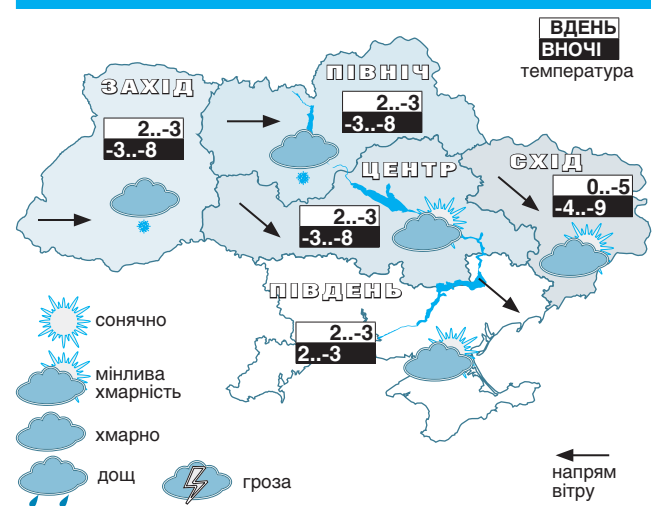 ВДЕНЬ
ВНОЧІ
температура
ПІВНІЧ
2..-3
-3..-8
ЗАХІД
2..-3
-3..-8
ЦЕНТР
2..-3
-3..-8
СХІД
0..-5
-4..-9
ПІВДЕНЬ
2..-3
2..-3
сонячно
мінлива
хмарність
хмарно
дощ
гроза
напрям
вітру